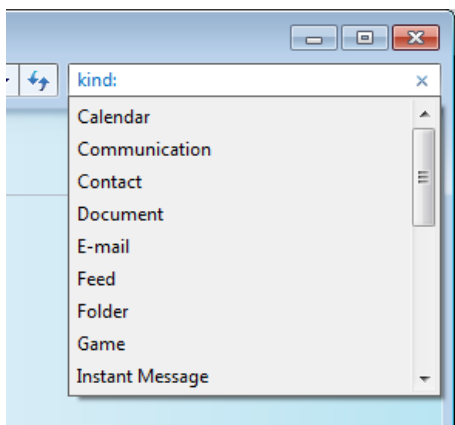 kind:
Calendar
Communication
Contact
Document
E-mail
Feed
Folder
Game
Instant Message